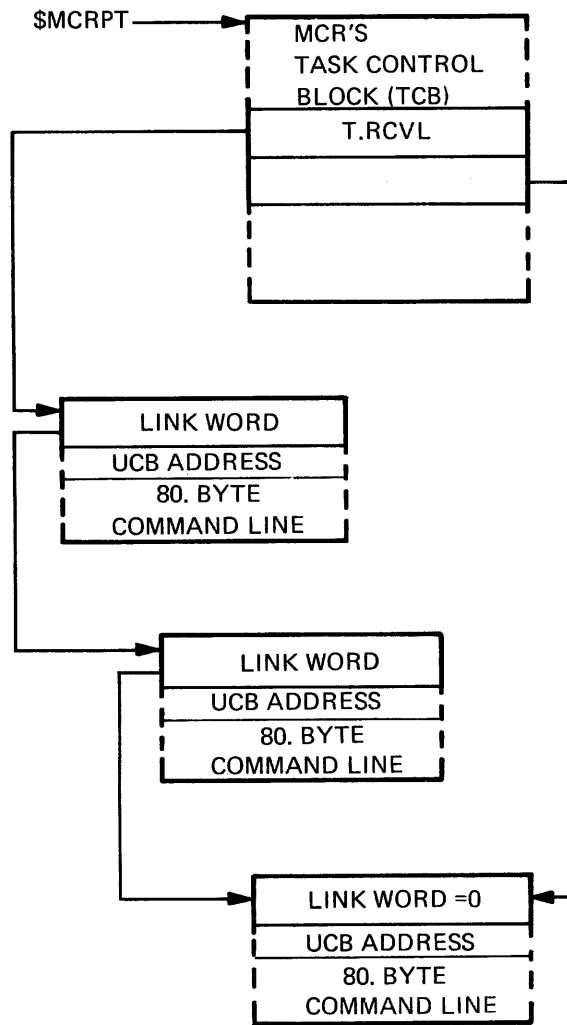 $MCRPT
MCR'S
TASK CONTROL
BLOCK (TCB)
T.RCVL
LINK WORD
UCB ADDRESS
80. BYTE
COMMAND LINE
LINK WORD
UCB ADDRESS
80. BYTE
COMMAND LINE
LINK WORD =0
UCB ADDRESS
80. BYTE
COMMAND LINE